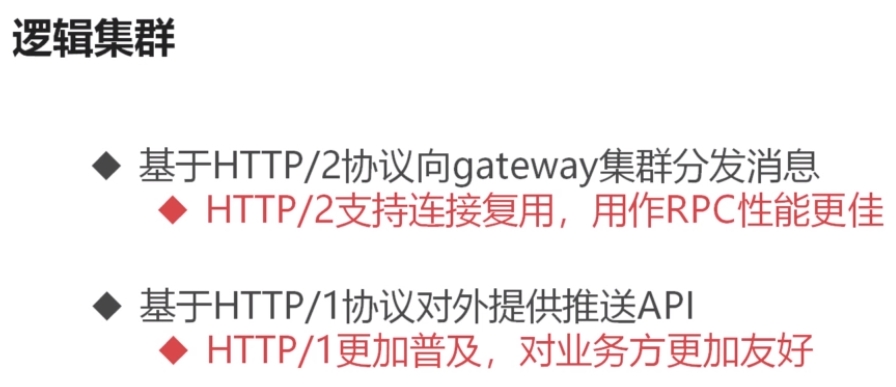 逻辑集群
◆ 基于HTTP/2协议向gateway集群分发消息
◆ HTTP/2支持连接复用，用作RPC性能更佳
◆ 基于HTTP/1协议对外提供推送API
◆ HTTP/1更加普及，对业务方更加友好